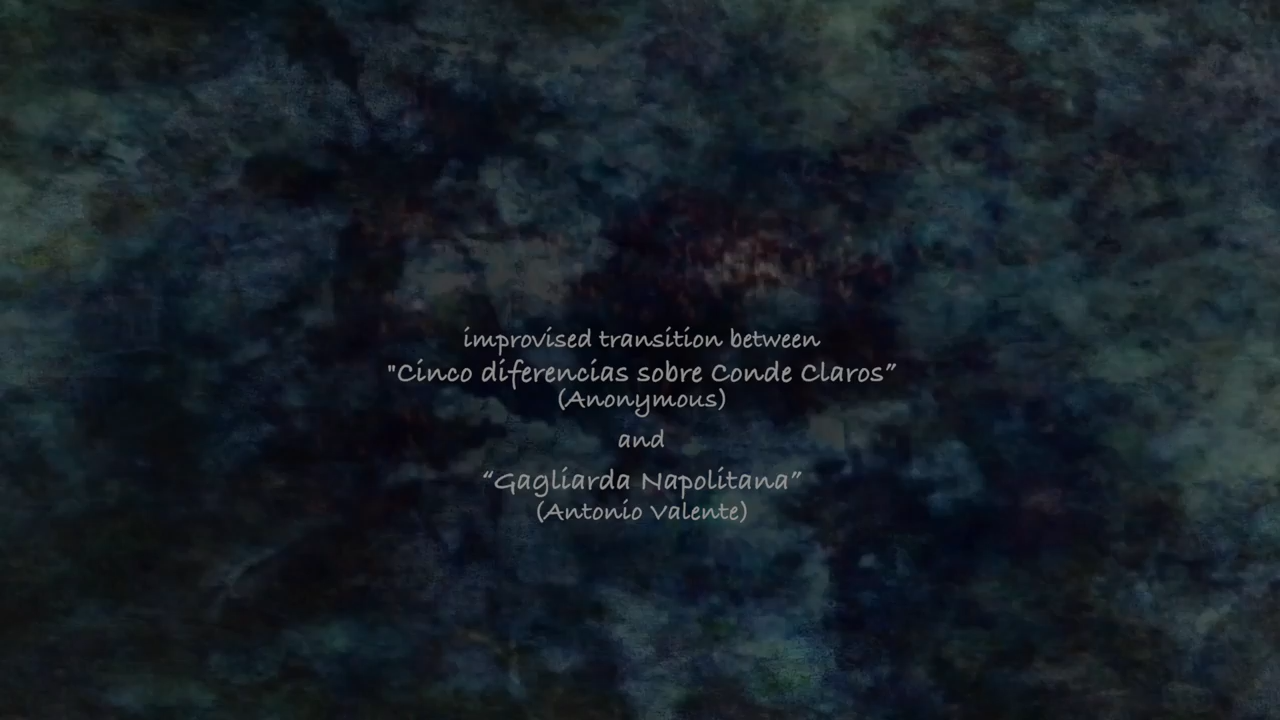 improvised transition between
"Cinco diferencias sobre Conde Claros”
(Anonymous)
and
“Gagliarda Napolitana”
(Antonio Valente)